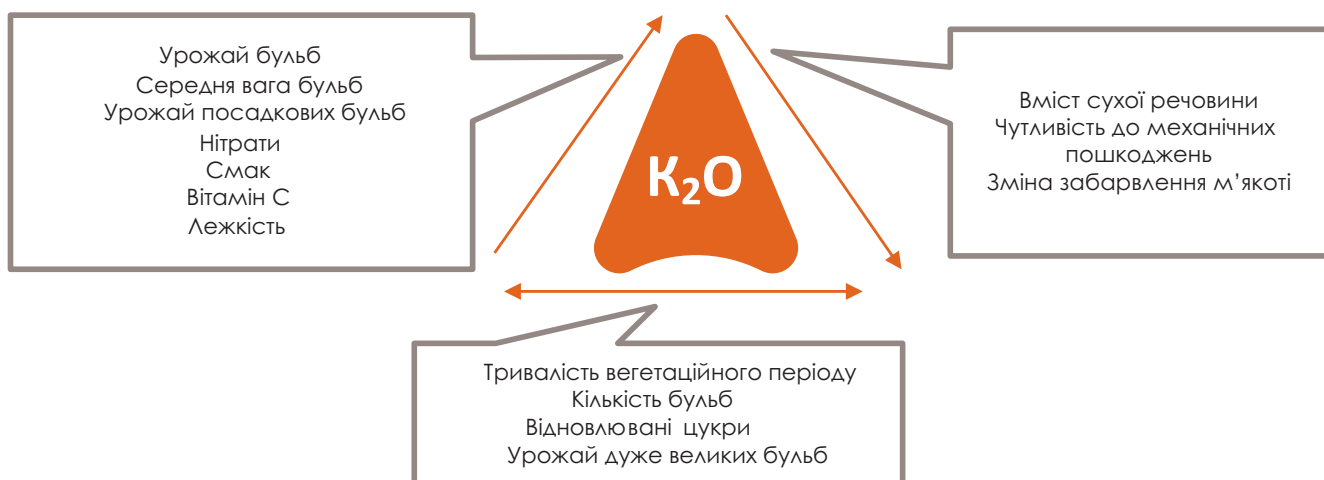 Урожай бульб
Середня вага бульб
Урожай посадкових бульб
Нітрати
Смак
Вітамін С
Лежкість
K₂O
Вміст сухої речовини
Чутливість до механічних
пошкоджень
Зміна забарвлення м’якоті
Тривалість вегетаційного періоду
Кількість бульб
Відновлювані цукри
Урожай дуже великих бульб